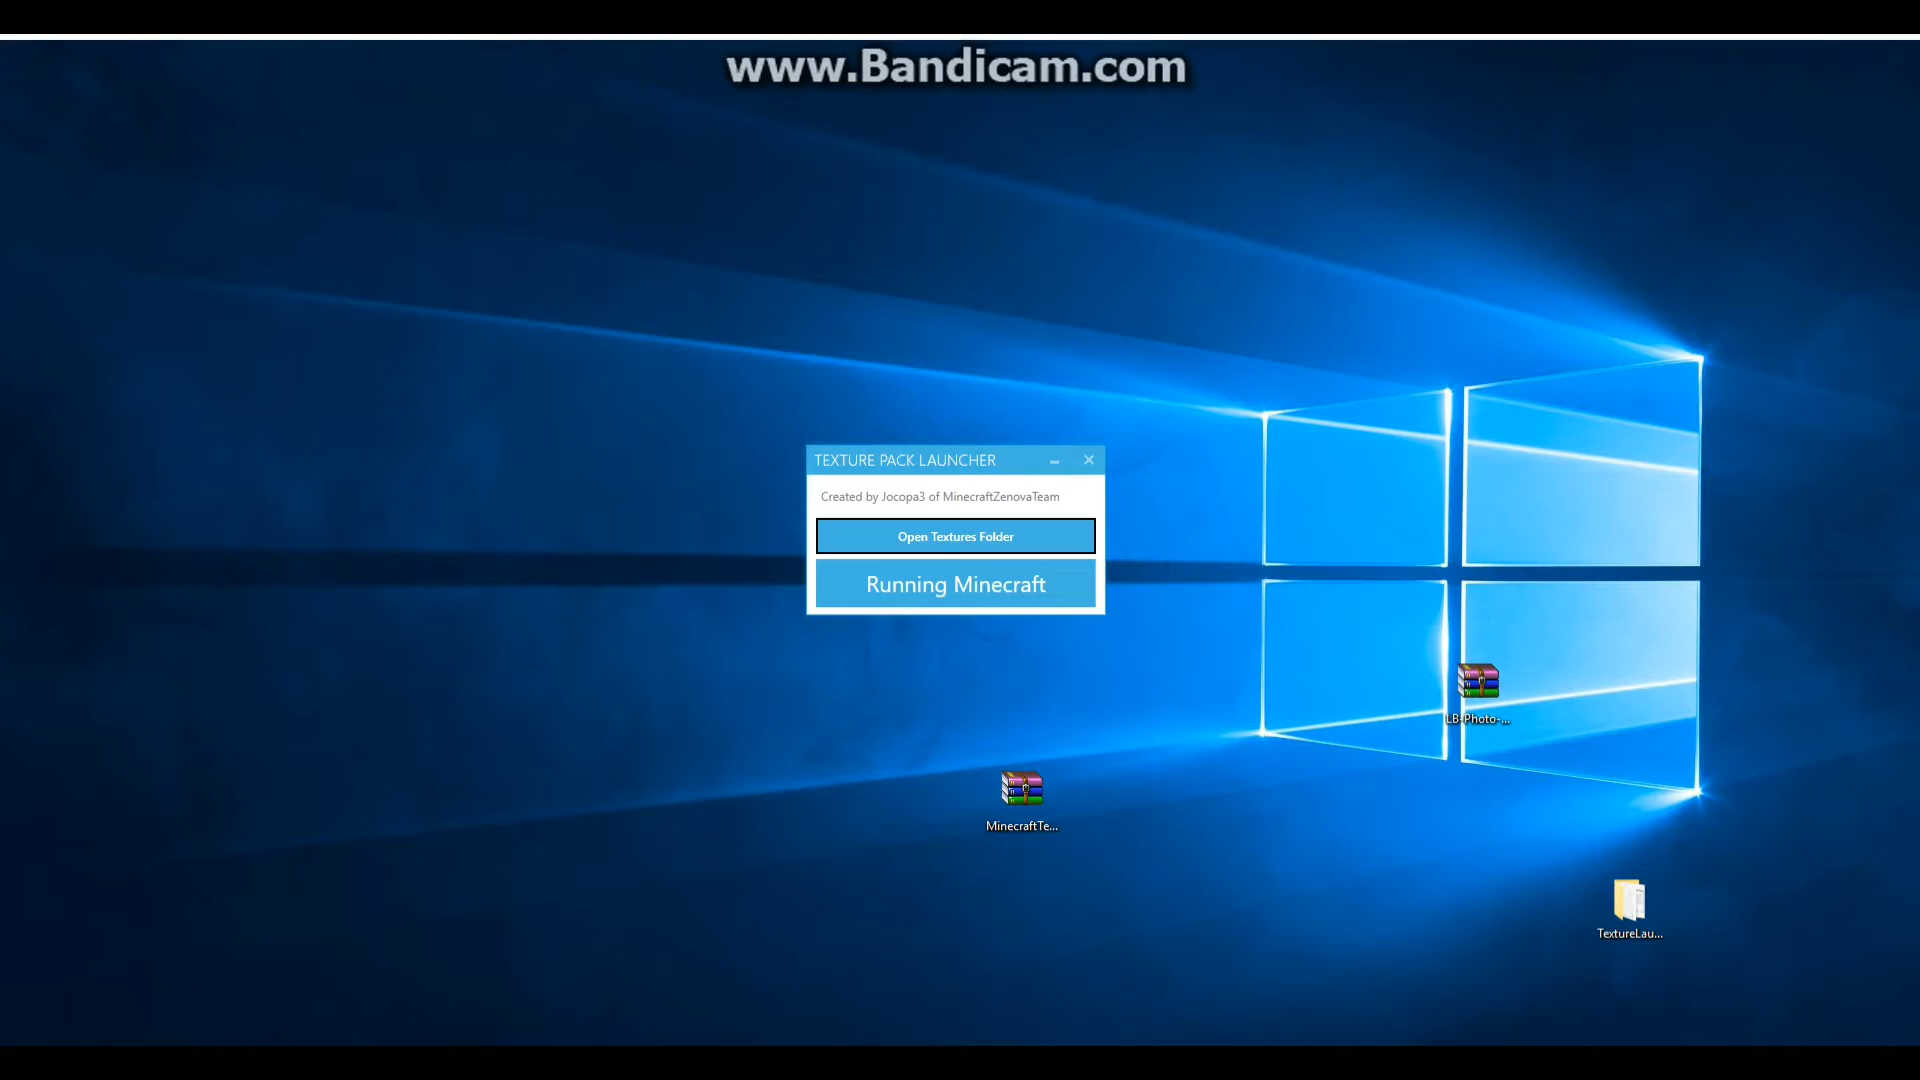 www.Bandicam.com
TEXTURE PACK LAUNCHER
Created by Jocopa3 of MinecraftZenovaTeam
Open Textures Folder
Running Minecraft
LB-Photo-...
MinecraftTe...
TextureLau...